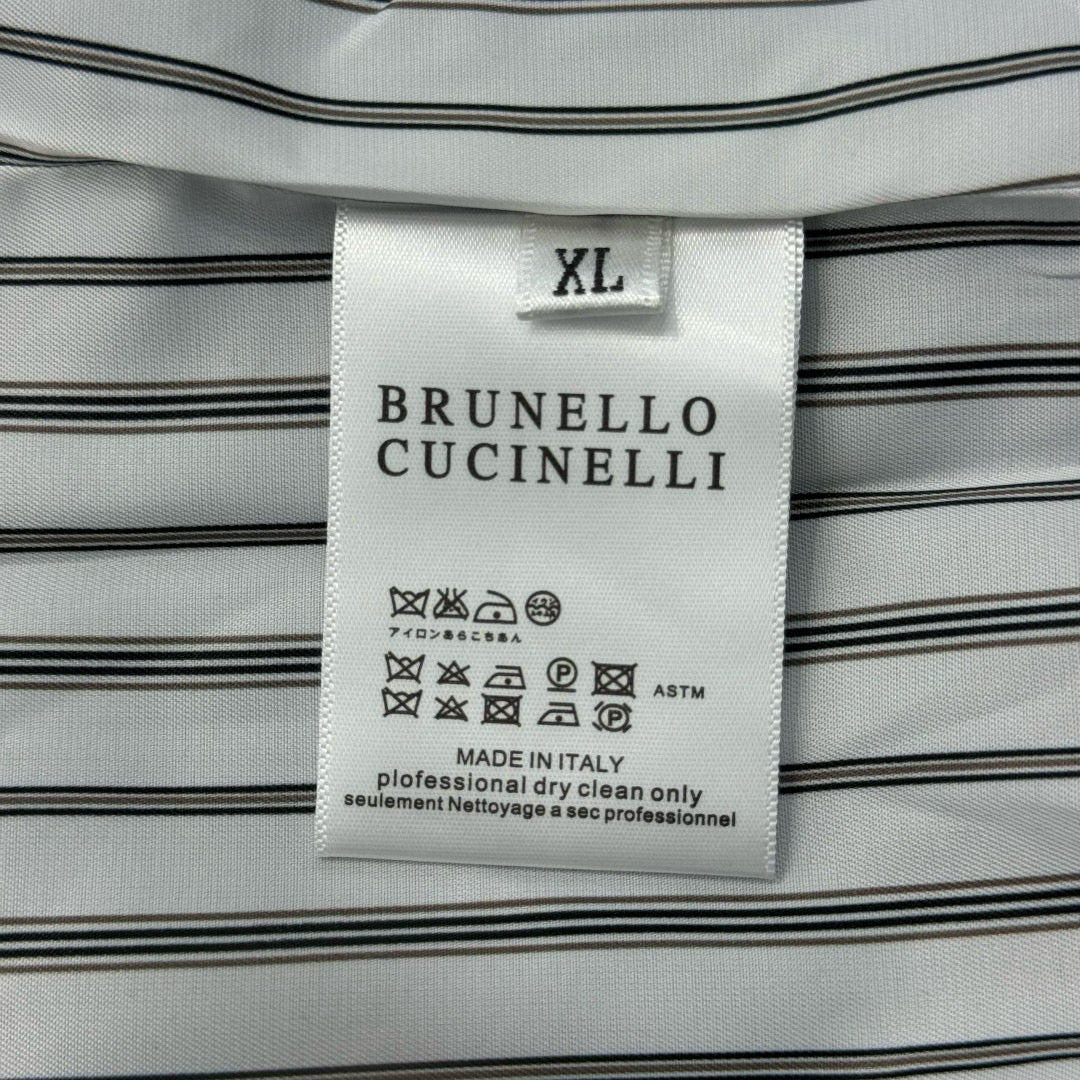 XL
BRUNELLO
CUCINELLI
アイロンあらこちあん
ASTM
MADE IN ITALY
plofessional dry clean only
seulement Nettoyage a sec professionnel